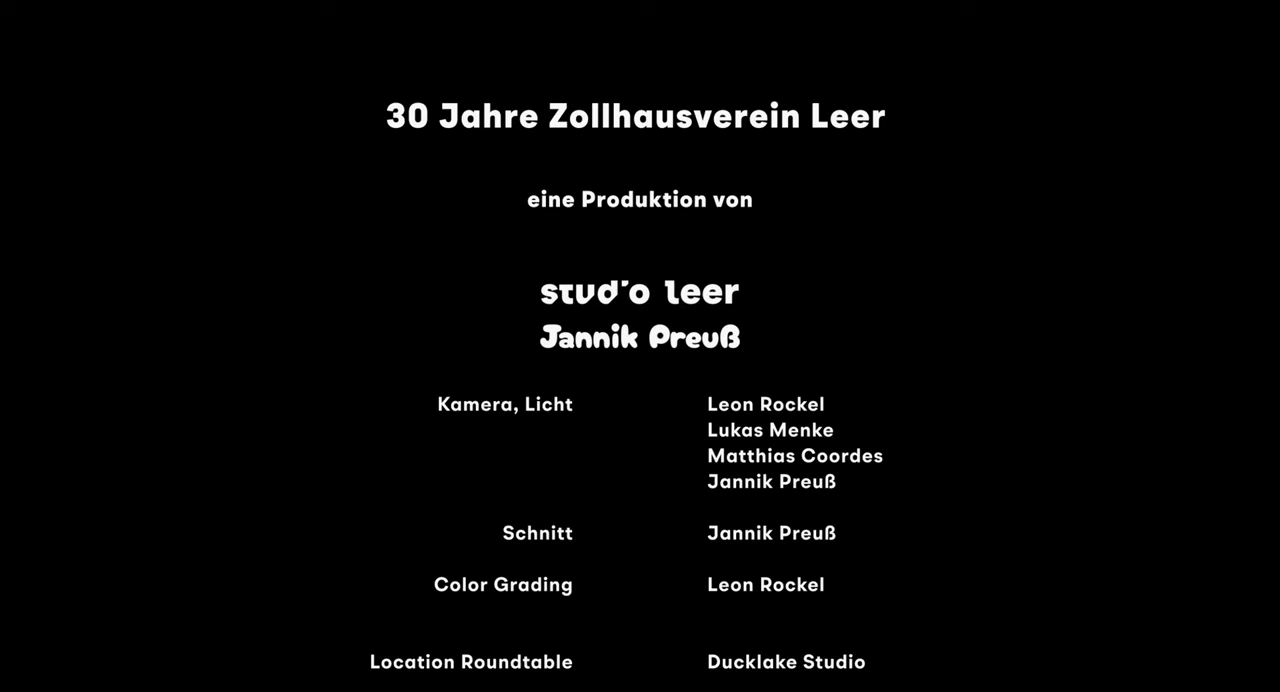 30 Jahre Zollhausverein Leer
eine Produktion von
stud'o leer
Jannik Preuß
Kamera, Licht Leon Rockel
Lukas Menke
Matthias Coordes
Jannik Preuß
Schnitt Jannik Preuß
Color Grading Leon Rockel
Location Roundtable Ducklake Studio